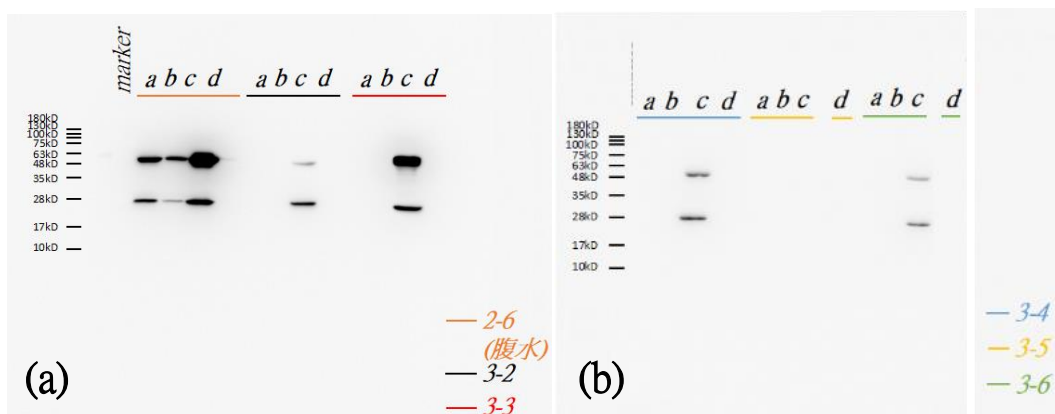 marker
a b c d
a b c d
a b c d
180kD
130kD
100kD
75kD
63kD
48kD
35kD
28kD
17kD
10kD
2-6
(腹水)
3-2
3-3
(a)
a b c d
a b c d
a b c d
180kD
130kD
100kD
75kD
63kD
48kD
35kD
28kD
17kD
10kD
3-4
3-5
3-6
(b)